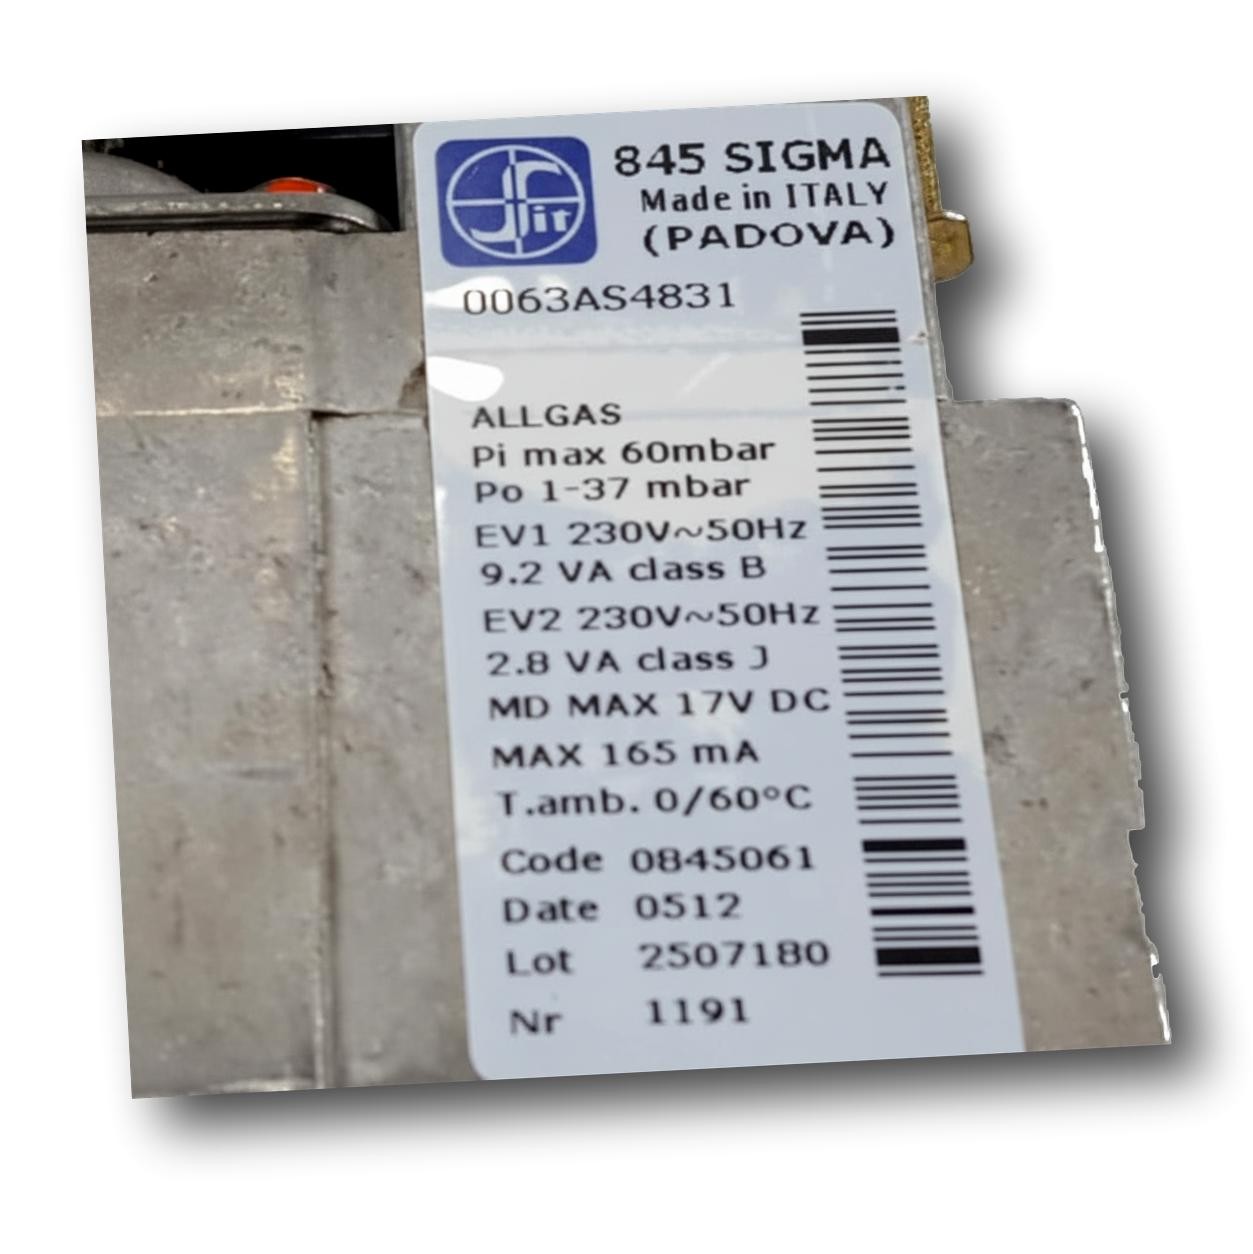 Sit
845 SIGMA
Made in ITALY
(PADOVA)
0063AS4831
ALLGAS
Pi max 60mbar
Po 1-37 mbar
EV1 230V~50Hz
9.2 VA class B
EV2 230V~50Hz
2.8 VA class J
MD MAX 17V DC
MAX 165 mA
T.amb. 0/60°C
Code 0845061
Date 0512
Lot 2507180
Nr 1191